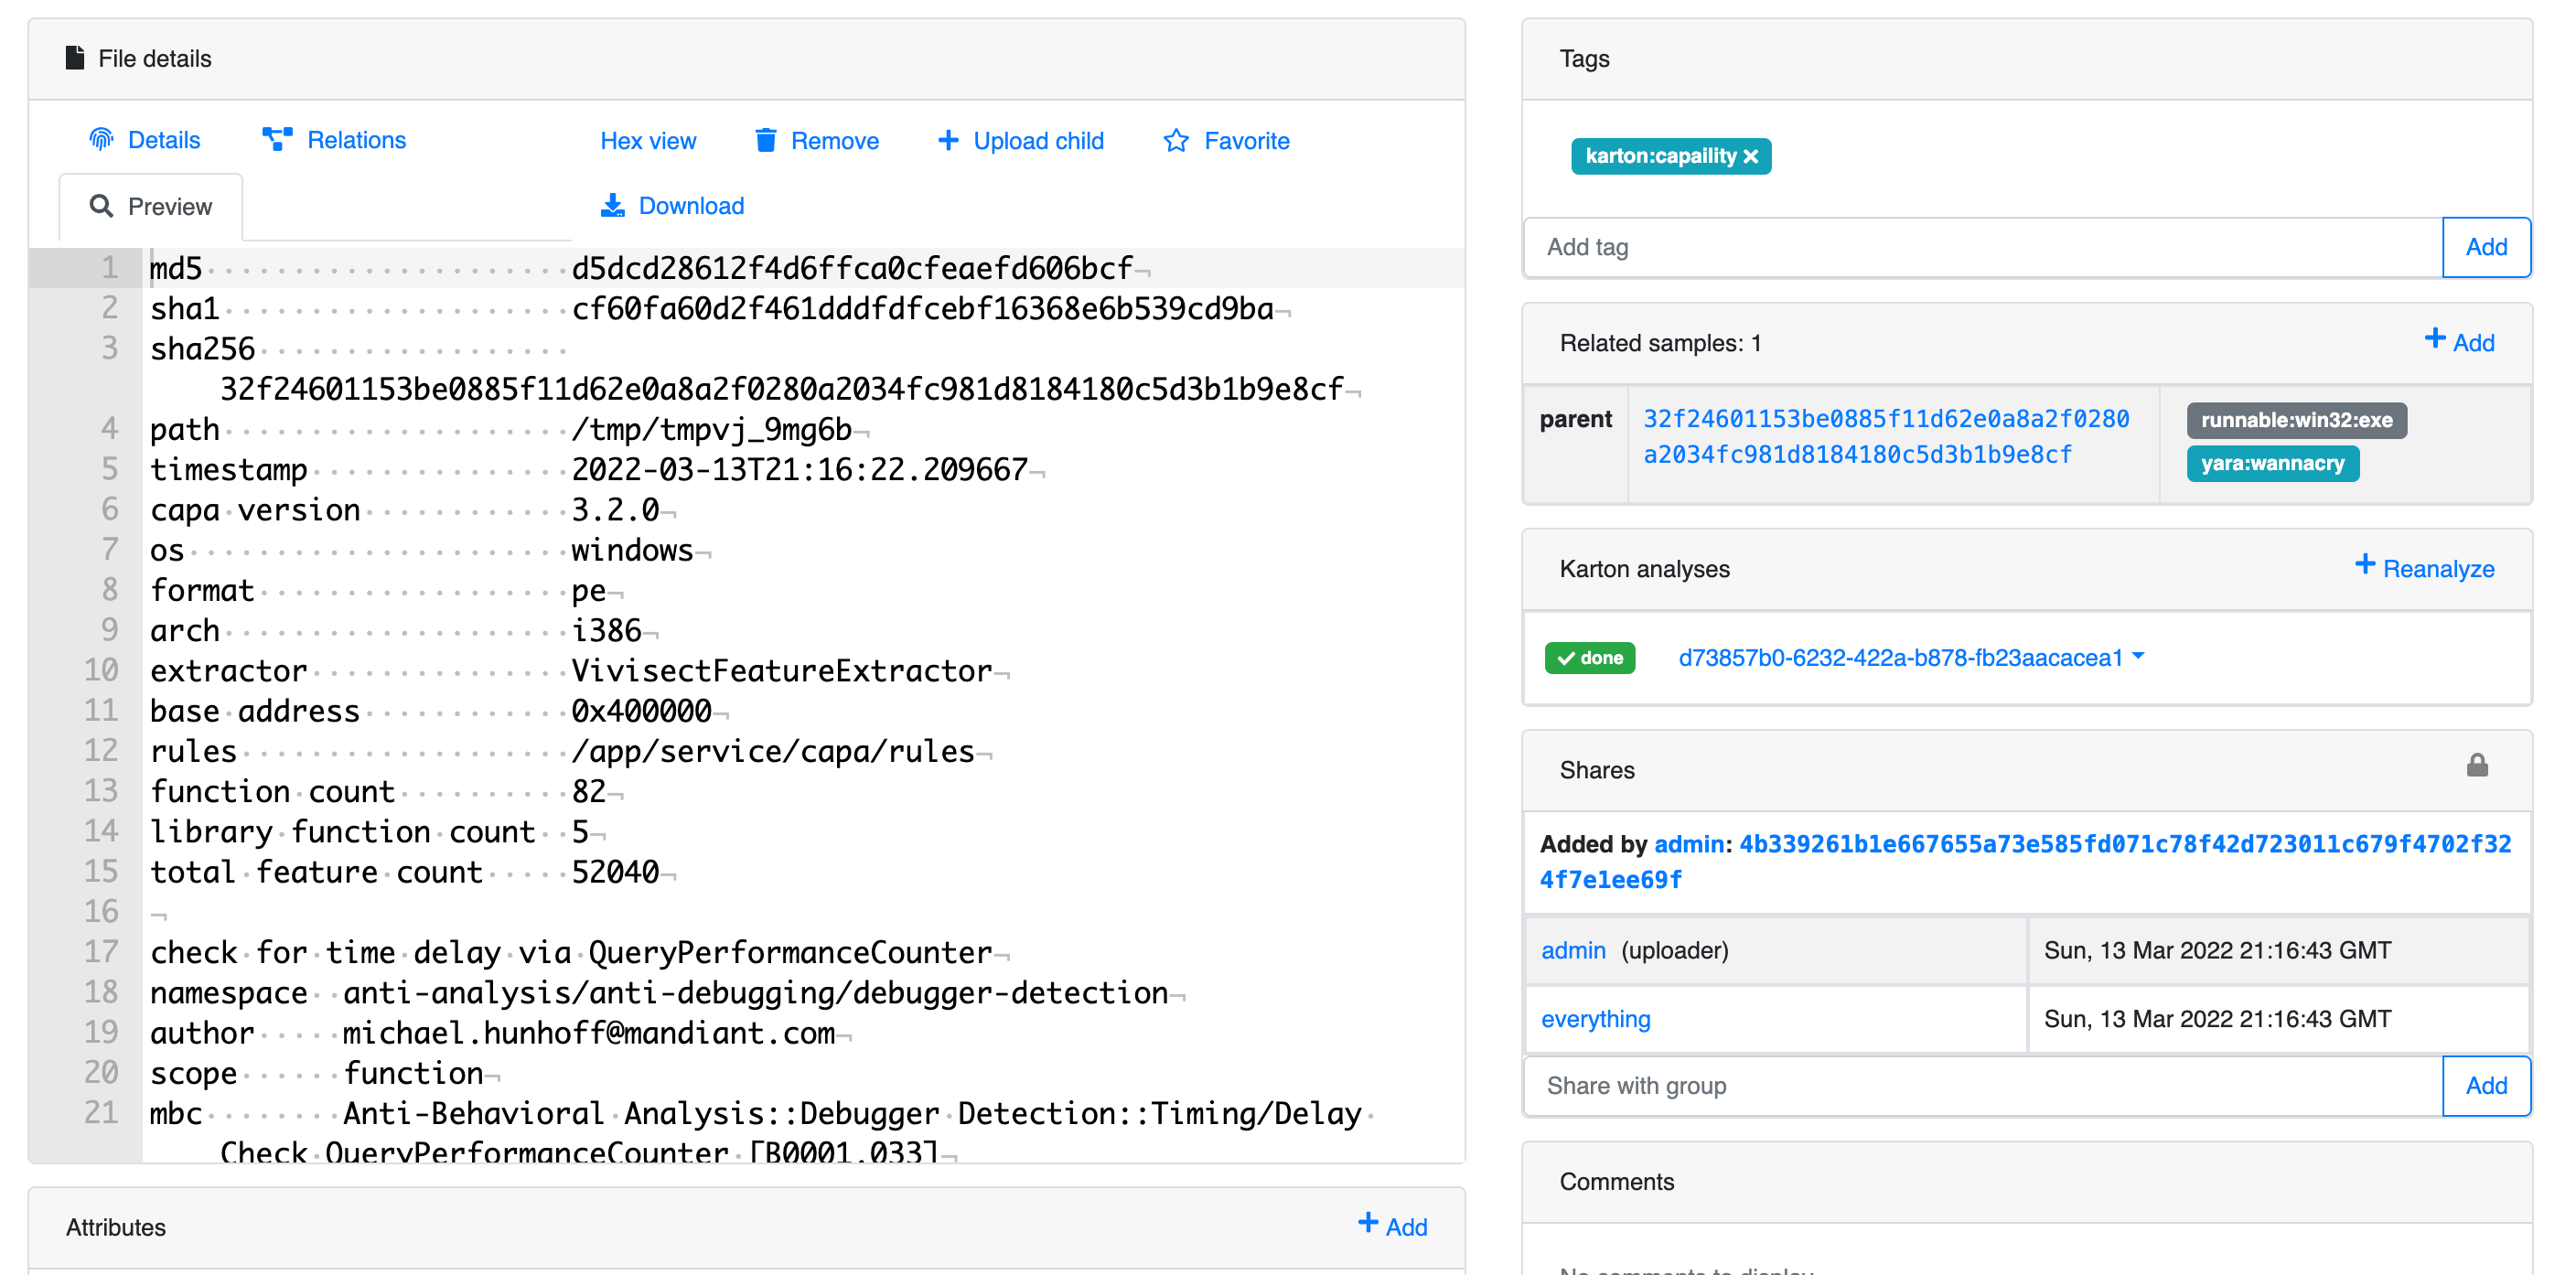 File details
Details
Relations
Hex view
Remove
Upload child
Favorite
Preview
Download
1 md5 d5dcd28612f4d6ffca0cfeaefd606bcf
2 sha1 cf60fa60d2f461dddfdfcebf16368e6b539cd9ba
3 sha256
32f24601153be0885f11d62e0a8a2f0280a2034fc981d8184180c5d3b1b9e8cf
4 path /tmp/tmpvj_9mg6b
5 timestamp 2022-03-13T21:16:22.209667
6 capa version 3.2.0
7 os windows
8 format pe
9 arch i386
10 extractor VivisectFeatureExtractor
11 base address 0x400000
12 rules /app/service/capa/rules
13 function count 82
14 library function count 5
15 total feature count 52040
16
17 check for time delay via QueryPerformanceCounter
18 namespace anti-analysis/anti-debugging/debugger-detection
19 author michael.hunhoff@mandiant.com
20 scope function
21 mbc Anti-Behavioral Analysis::Debugger Detection::Timing/Delay
Check QueryPerformanceCounter [B0001.033]
Attributes
Add
Tags
karton:capaility
Add tag
Add
Related samples: 1
Add
parent
32f24601153be0885f11d62e0a8a2f0280
a2034fc981d8184180c5d3b1b9e8cf
runnable:win32:exe
yara:wannacry
Karton analyses
Reanalyze
done
d73857b0-6232-422a-b878-fb23aacacea1
Shares
Added by admin: 4b339261b1e667655a73e585fd071c78f42d723011c679f4702f32
4f7e1ee69f
admin (uploader)
Sun, 13 Mar 2022 21:16:43 GMT
everything
Sun, 13 Mar 2022 21:16:43 GMT
Share with group
Add
Comments
No comments to display